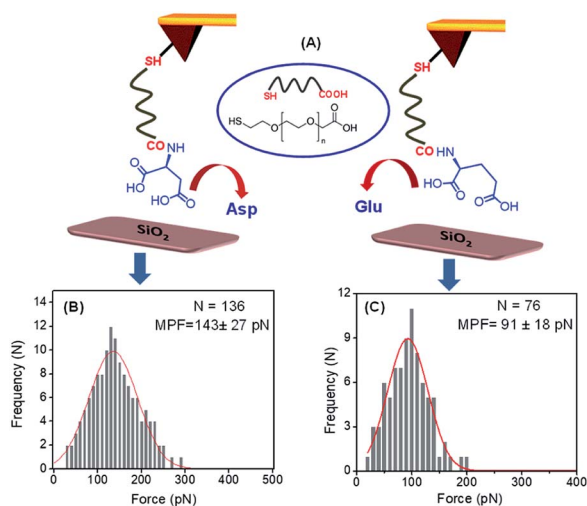 (A)
SH
SH
SH
COOH
HS
O
O
O
OH
n
CO
NH
CO
NH
HO
O
OH
O
O
HO
O
OH
Asp
Glu
SiO₂
SiO₂
(B)
N = 136
MPF=143± 27 pN
Frequency (N)
14
12
10
8
6
4
2
0
0 100 200 300 400 500
Force (pN)
(C)
N = 76
MPF= 91 ± 18 pN
Frequency (N)
12
9
6
3
0
0 100 200 300 400
Force (pN)